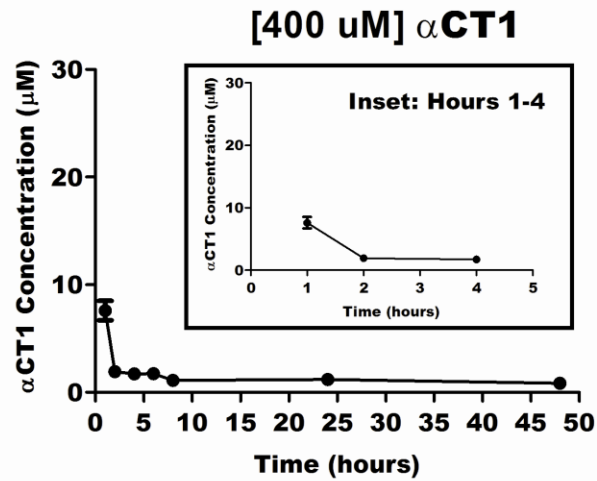 [400 uM] αCT1
αCT1 Concentration (μM)
30
20
10
0
0 5 10 15 20 25 30 35 40 45 50
Time (hours)
Inset: Hours 1-4
αCT1 Concentration (μM)
30
20
10
0
0 1 2 3 4 5
Time (hours)